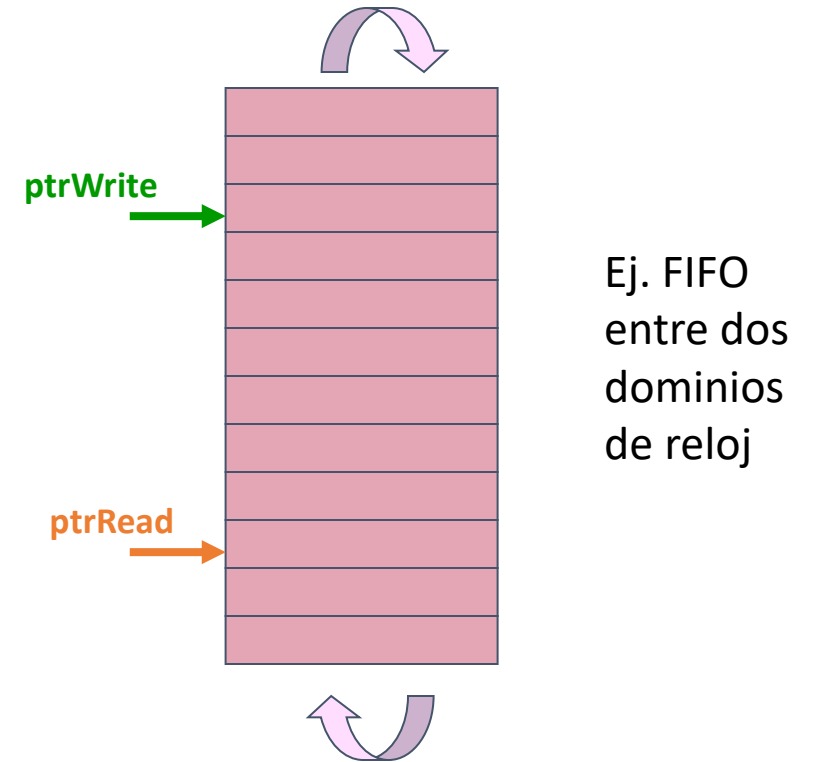 ptrWrite
Ej. FIFO
entre dos
dominios
de reloj
ptrRead